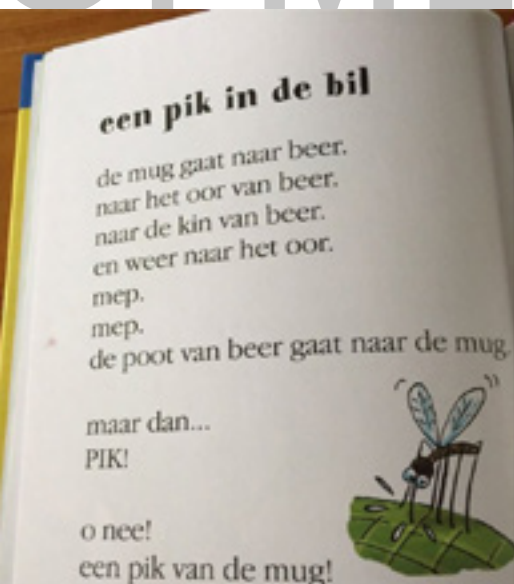 een pik in de bil
de mug gaat naar beer.
naar het oor van beer.
naar de kin van beer.
en weer naar het oor.
mep.
mep.
de poot van beer gaat naar de mug.
maar dan...
PIK!
o nee!
een pik van de mug!